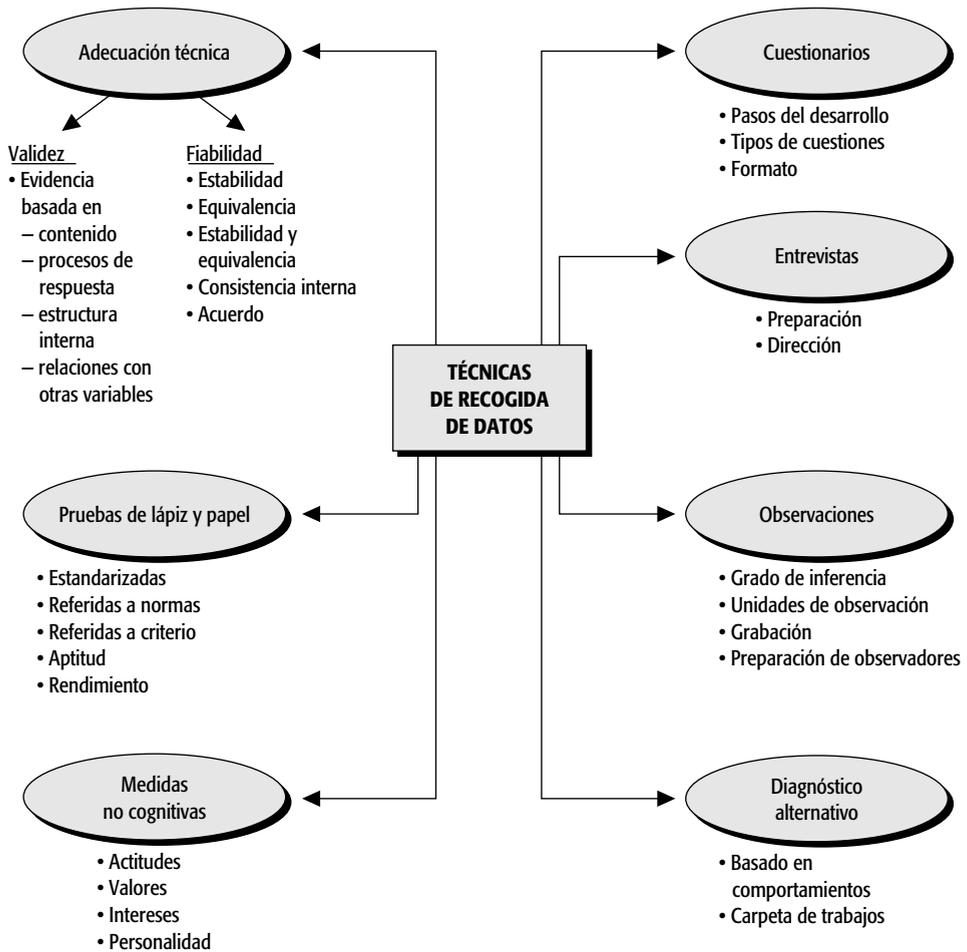 Adecuación técnica
Validez
• Evidencia
basada en
– contenido
– procesos de
respuesta
– estructura
interna
– relaciones con
otras variables
Fiabilidad
• Estabilidad
• Equivalencia
• Estabilidad y
equivalencia
• Consistencia interna
• Acuerdo
Cuestionarios
• Pasos del desarrollo
• Tipos de cuestiones
• Formato
Entrevistas
• Preparación
• Dirección
TÉCNICAS
DE RECOGIDA
DE DATOS
Pruebas de lápiz y papel
• Estandarizadas
• Referidas a normas
• Referidas a criterio
• Aptitud
• Rendimiento
Observaciones
• Grado de inferencia
• Unidades de observación
• Grabación
• Preparación de observadores
Medidas
no cognitivas
• Actitudes
• Valores
• Intereses
• Personalidad
Diagnóstico
alternativo
• Basado en
comportamientos
• Carpeta de trabajos